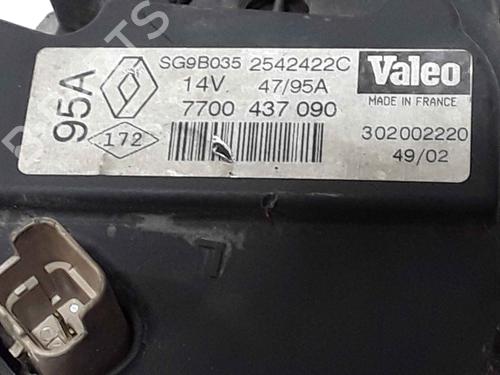 95A
SG9B035 2542422C
14V. 47/95A
7700 437 090
172
Valeo
MADE IN FRANCE
302002220
49/02